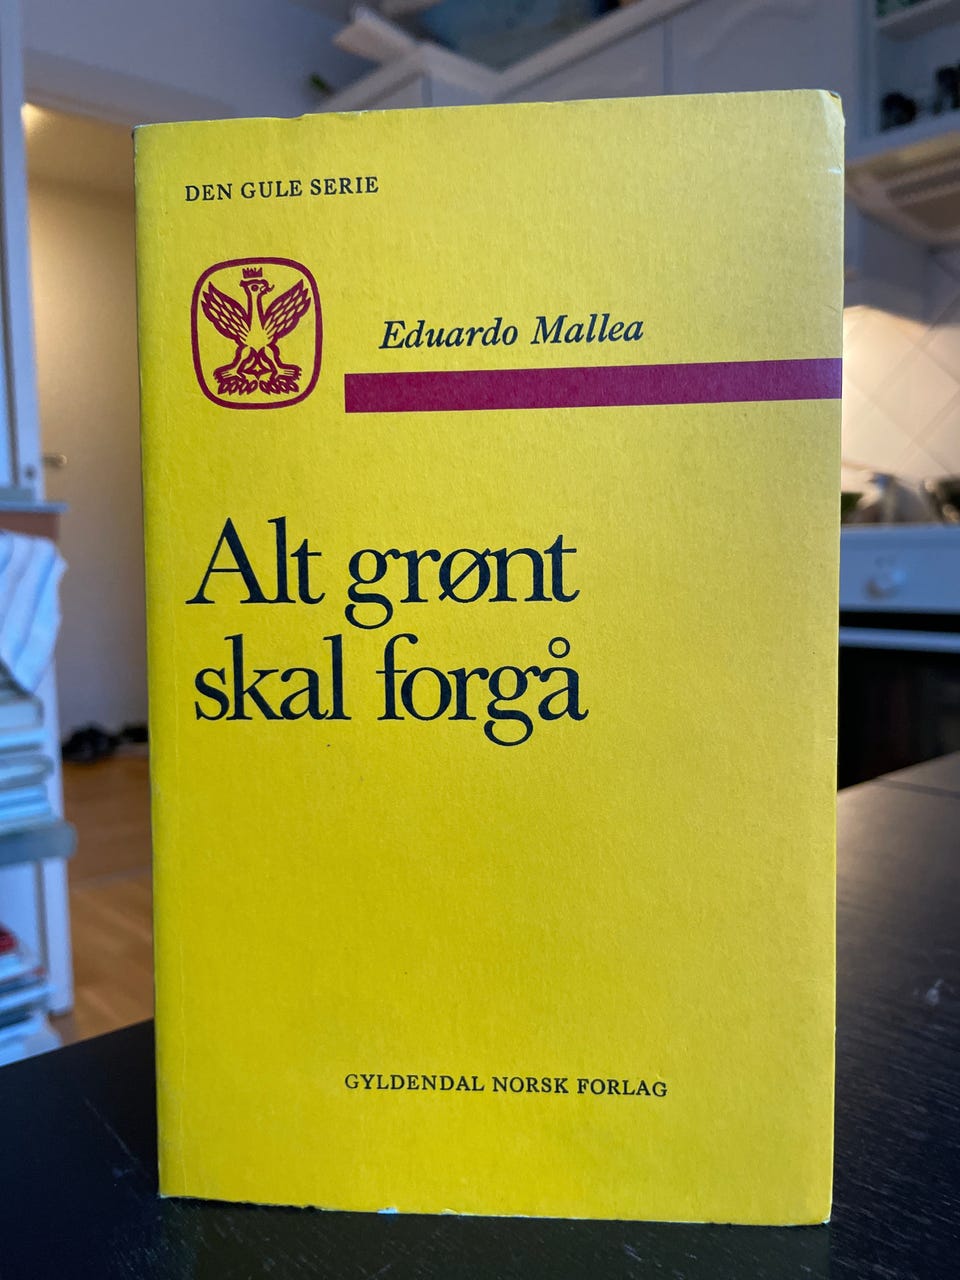 DEN GULE SERIE
Eduardo Mallea
Alt grønt
skal forgå
GYLDENDAL NORSK FORLAG